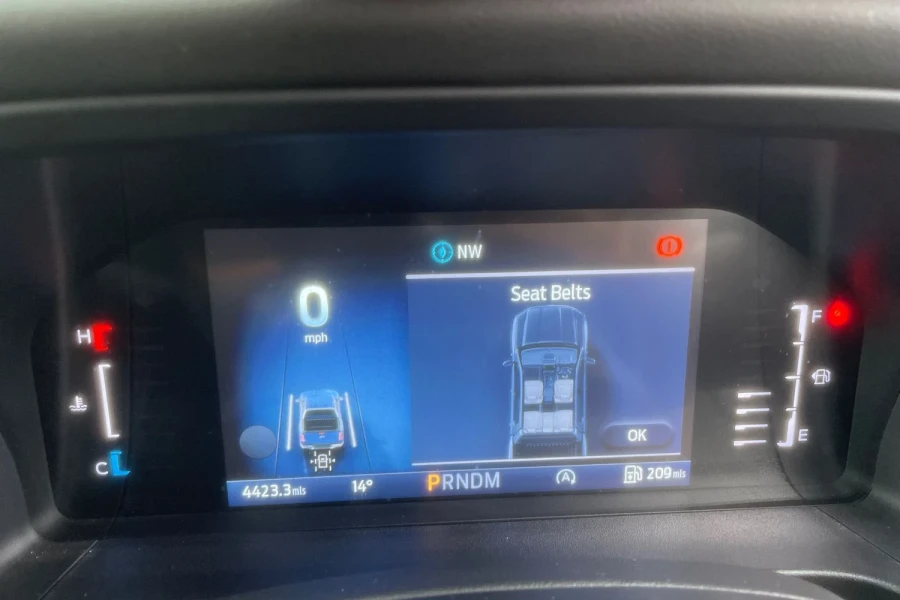 NW
0
mph
Seat Belts
OK
H
C
F
E
4423.3mls
14°
PRNDM
A
209mls